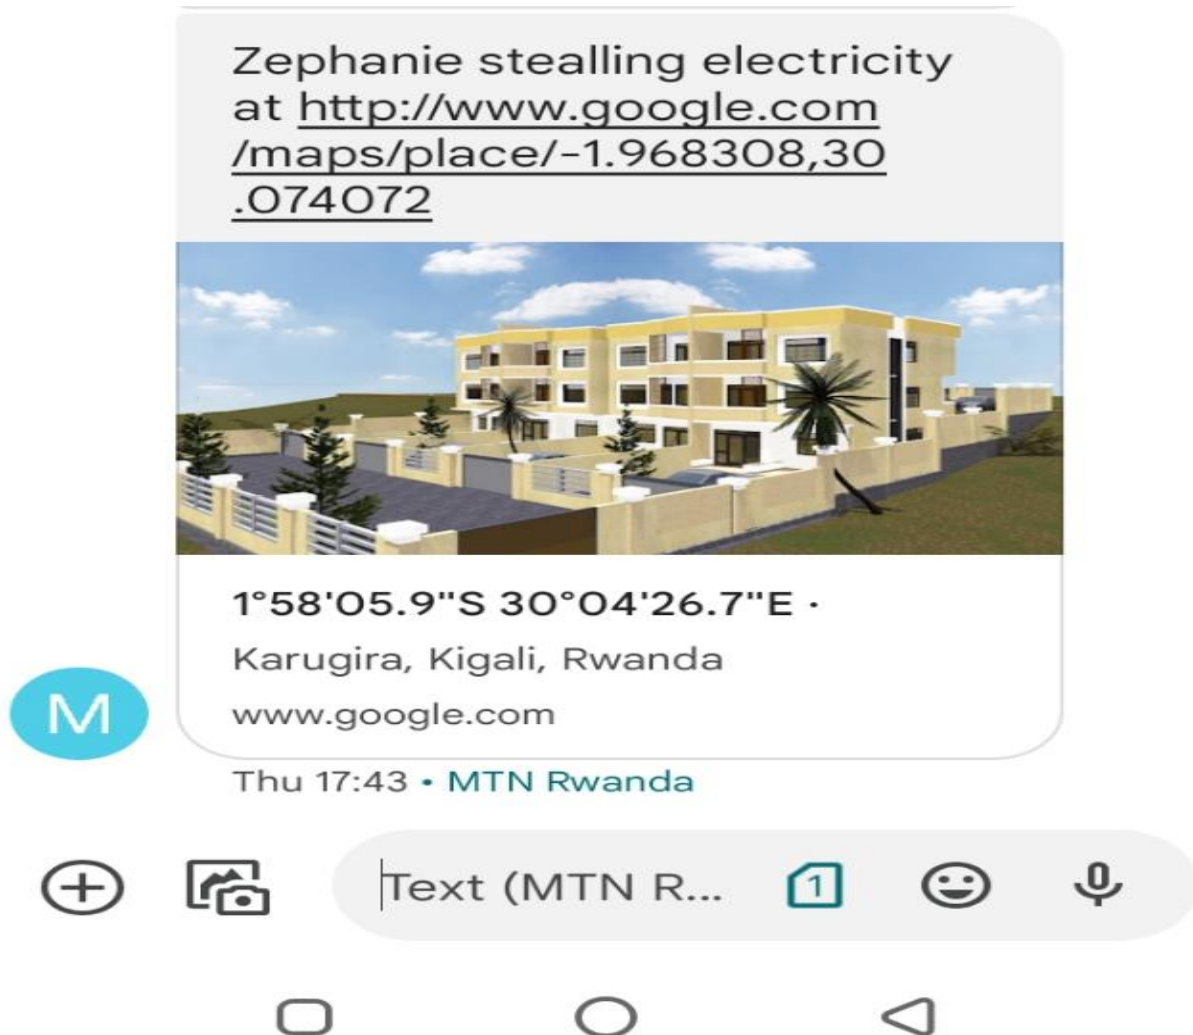 Zephanie stealling electricity
at http://www.google.com
/maps/place/-1.968308,30
.074072
1°58'05.9"S 30°04'26.7"E ·
Karugira, Kigali, Rwanda
www.google.com
M
Thu 17:43 • MTN Rwanda
Text (MTN R... 1